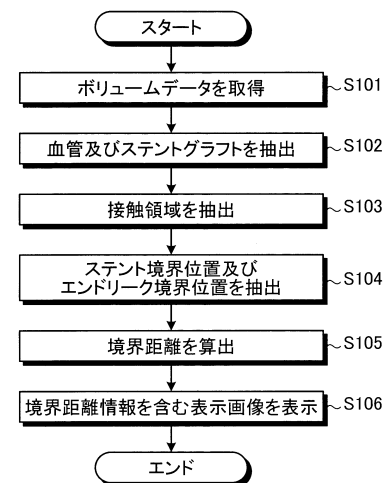 スタート
ボリュームデータを取得 S101
血管及びステントグラフトを抽出 S102
接触領域を抽出 S103
ステント境界位置及び
エンドリーク境界位置を抽出 S104
境界距離を算出 S105
境界距離情報を含む表示画像を表示 S106
エンド